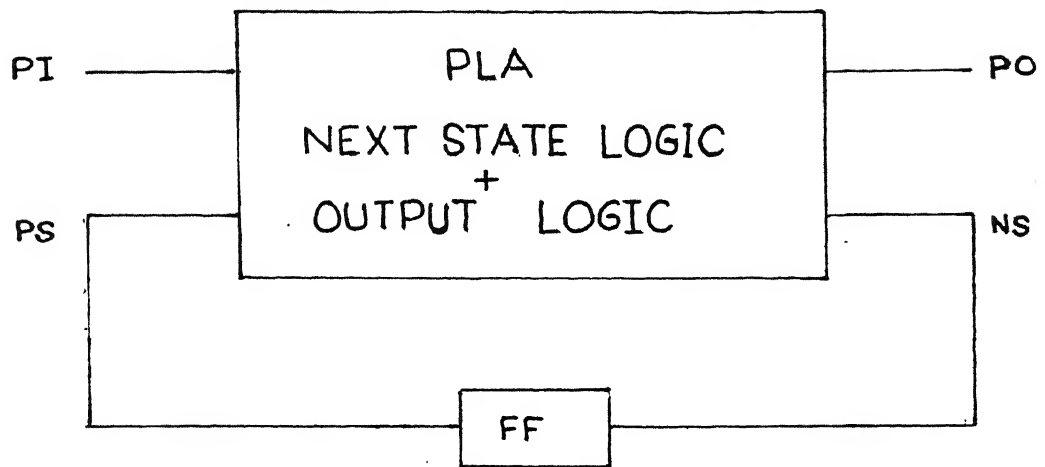 PLA
PI
PO
NEXT STATE LOGIC
+
OUTPUT LOGIC
PS
NS
FF